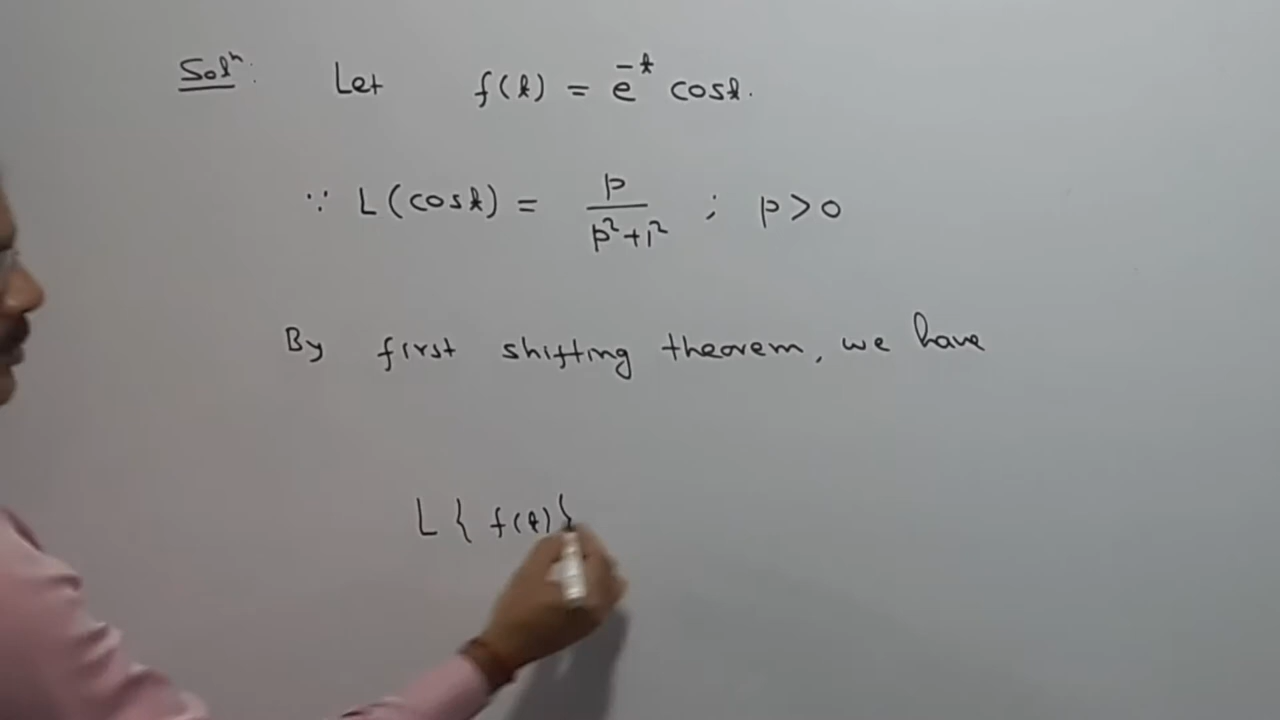 Solⁿ: Let f(t) = e^{-t} cost.
∵ L(cost) = p/(p²+1²) ; p>0
By first shifting theorem, we have
L{f(t)}